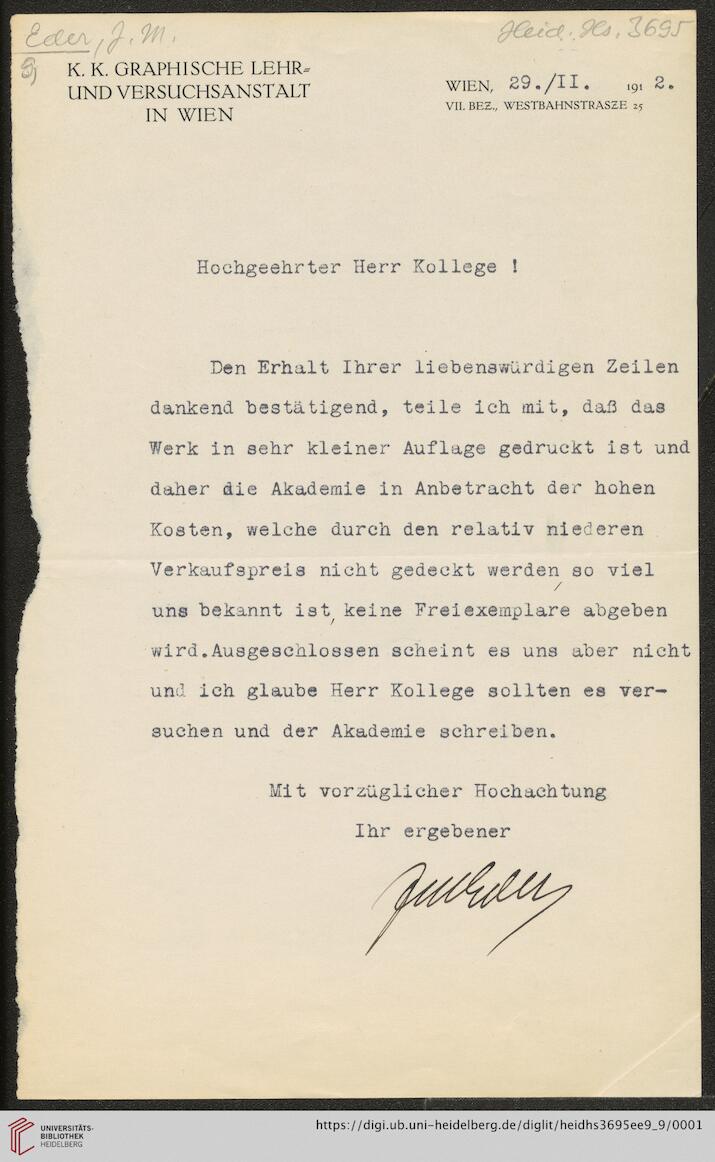 Eder, J. M.
Heid. Hs. 3695
9)
K. K. GRAPHISCHE LEHR=
UND VERSUCHSANSTALT
IN WIEN
WIEN, 29./II. 1912.
VII. BEZ., WESTBAHNSTRASZE 25
Hochgeehrter Herr Kollege !
Den Erhalt Ihrer liebenswürdigen Zeilen
dankend bestätigend, teile ich mit, daß das
Werk in sehr kleiner Auflage gedruckt ist und
daher die Akademie in Anbetracht der hohen
Kosten, welche durch den relativ niederen
Verkaufspreis nicht gedeckt werden, so viel
uns bekannt ist, keine Freiexemplare abgeben
wird.Ausgeschlossen scheint es uns aber nicht
und ich glaube Herr Kollege sollten es ver-
suchen und der Akademie schreiben.
Mit vorzüglicher Hochachtung
Ihr ergebener
JMEder
UNIVERSITÄTS-
BIBLIOTHEK
HEIDELBERG
https://digi.ub.uni-heidelberg.de/diglit/heidhs3695ee9_9/0001